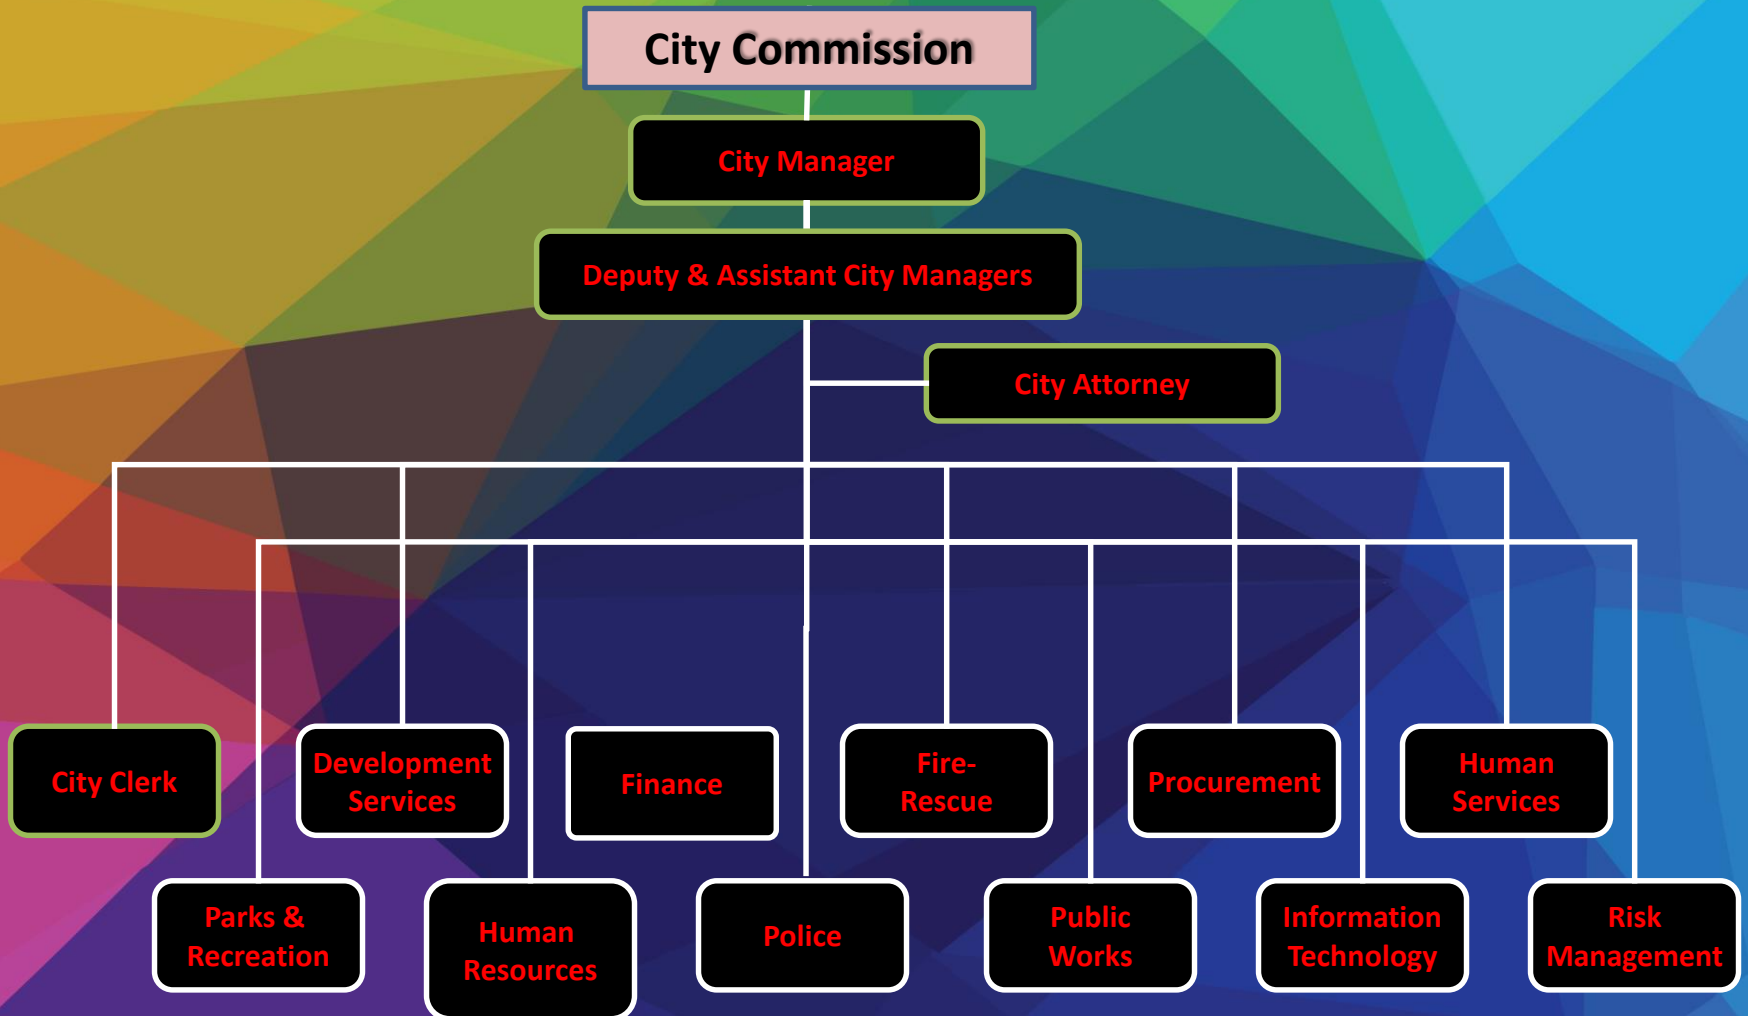 City Commission
City Manager
Deputy & Assistant City Managers
City Attorney
City Clerk
Development
Services
Finance
Fire-
Rescue
Procurement
Human
Services
Parks &
Recreation
Human
Resources
Police
Public
Works
Information
Technology
Risk
Management